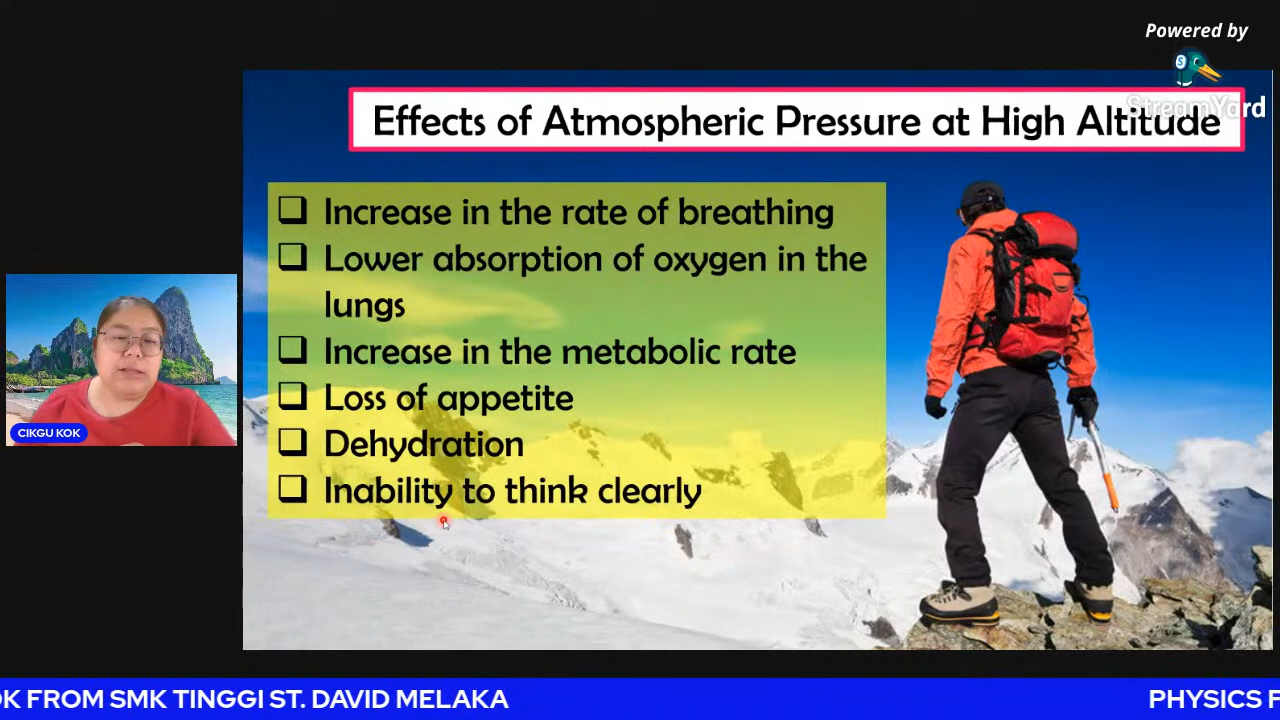 Powered by
StreamYard
Effects of Atmospheric Pressure at High Altitude
Increase in the rate of breathing
Lower absorption of oxygen in the
lungs
Increase in the metabolic rate
Loss of appetite
Dehydration
Inability to think clearly
CIKGU KOK
OK FROM SMK TINGGI ST. DAVID MELAKA
PHYSICS F